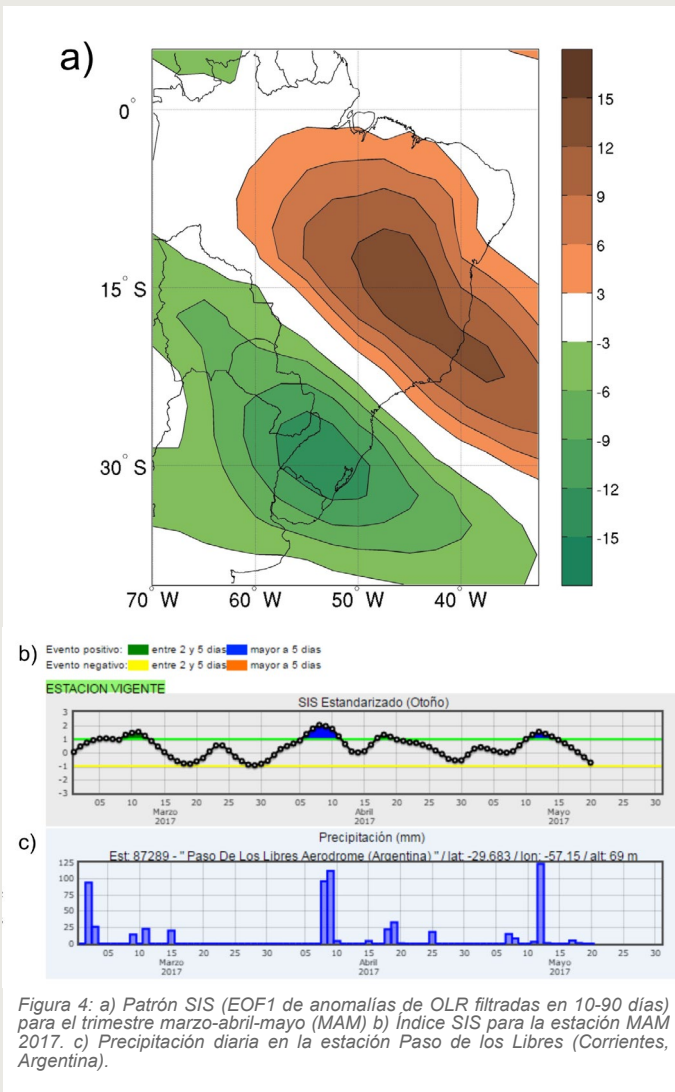 a)
0°
15° S
30° S
70° W 60° W 50° W 40° W
15
12
9
6
3
-3
-6
-9
-12
-15
b) Evento positivo: entre 2 y 5 dias mayor a 5 dias
Evento negativo: entre 2 y 5 dias mayor a 5 dias
ESTACION VIGENTE
SIS Estandarizado (Otoño)
3
2
1
0
-1
-2
-3
05 10 15 20 25 30 05 10 15 20 25 30 05 10 15 20 25 30
Marzo Abril Mayo
2017 2017 2017
c) Precipitación (mm)
Est: 87289 - " Paso De Los Libres Aerodrome (Argentina) " / lat: -29.683 / lon: -57.15 / alt: 69 m
125
100
75
50
25
0
05 10 15 20 25 30 05 10 15 20 25 30 05 10 15 20 25 30
Marzo Abril Mayo
2017 2017 2017
Figura 4: a) Patrón SIS (EOF1 de anomalías de OLR filtradas en 10-90 días)
para el trimestre marzo-abril-mayo (MAM) b) Índice SIS para la estación MAM
2017. c) Precipitación diaria en la estación Paso de los Libres (Corrientes,
Argentina).